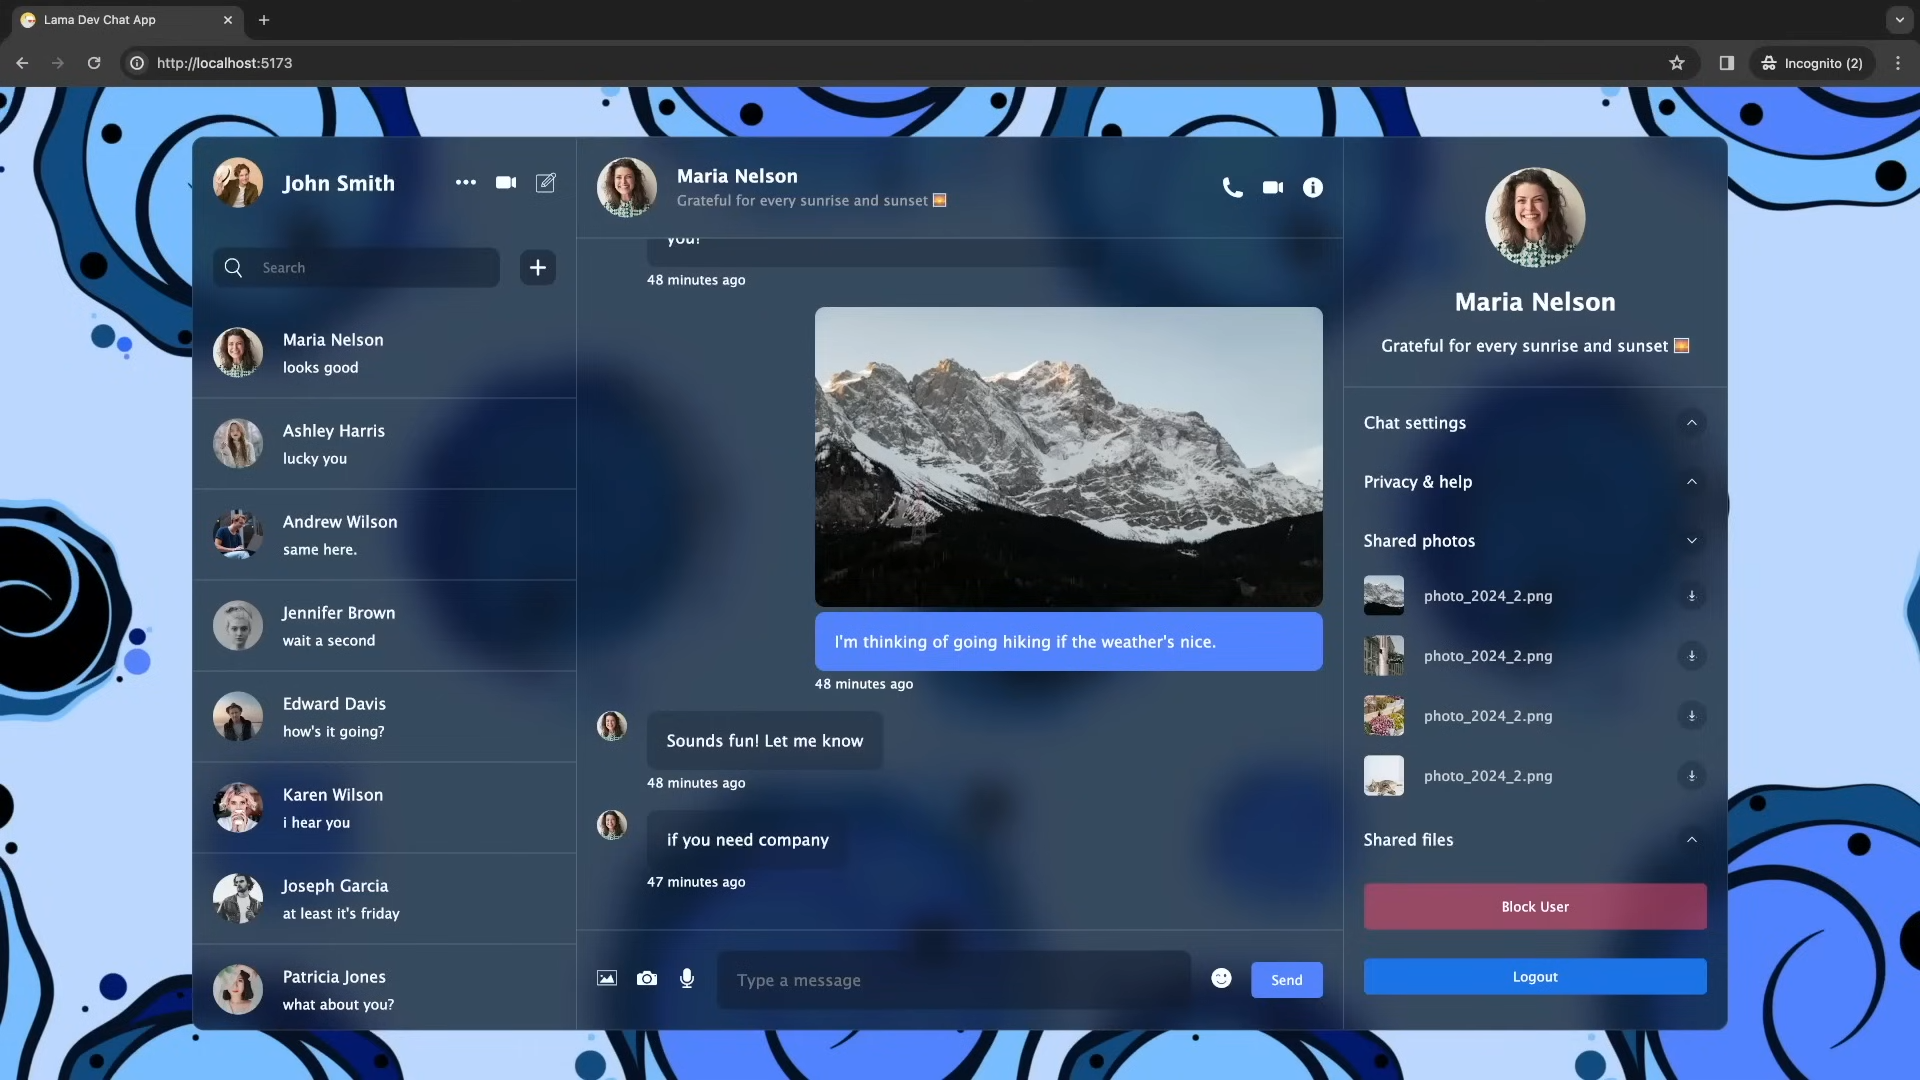 Lama Dev Chat App
http://localhost:5173
Incognito (2)
John Smith
Search
Maria Nelson
looks good
Ashley Harris
lucky you
Andrew Wilson
same here.
Jennifer Brown
wait a second
Edward Davis
how's it going?
Karen Wilson
i hear you
Joseph Garcia
at least it's friday
Patricia Jones
what about you?
Maria Nelson
Grateful for every sunrise and sunset 🌅
you!
48 minutes ago
I'm thinking of going hiking if the weather's nice.
48 minutes ago
Sounds fun! Let me know
48 minutes ago
if you need company
47 minutes ago
Type a message
Send
Maria Nelson
Grateful for every sunrise and sunset 🌅
Chat settings
Privacy & help
Shared photos
photo_2024_2.png
photo_2024_2.png
photo_2024_2.png
photo_2024_2.png
Shared files
Block User
Logout